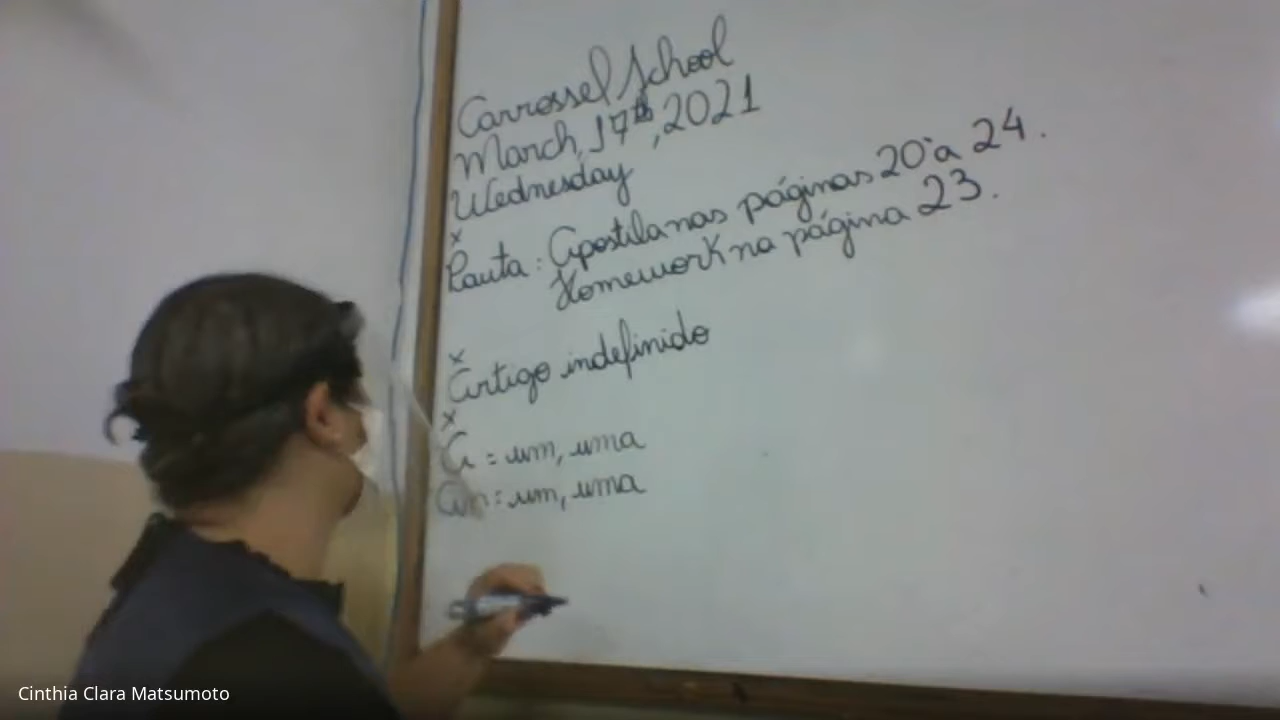 Carrossel School
March, 17th, 2021
Wednesday
x
Pauta: Apostila nas páginas 20 a 24.
Homework na página 23.
x
Artigo indefinido
x
A = um, uma
An = um, uma
Cinthia Clara Matsumoto